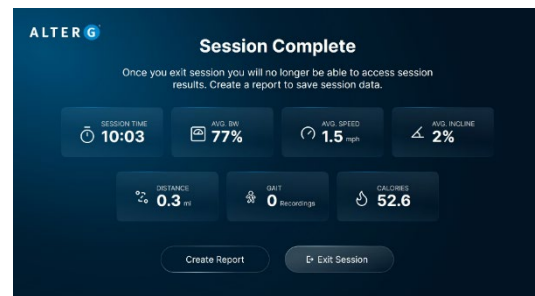 ALTER G
Session Complete
Once you exit session you will no longer be able to access session
results. Create a report to save session data.
SESSION TIME
10:03
AVG. BW
77%
AVG. SPEED
1.5 mph
AVG. INCLINE
2%
DISTANCE
0.3 mi
GAIT
0 Recordings
CALORIES
52.6
Create Report
Exit Session